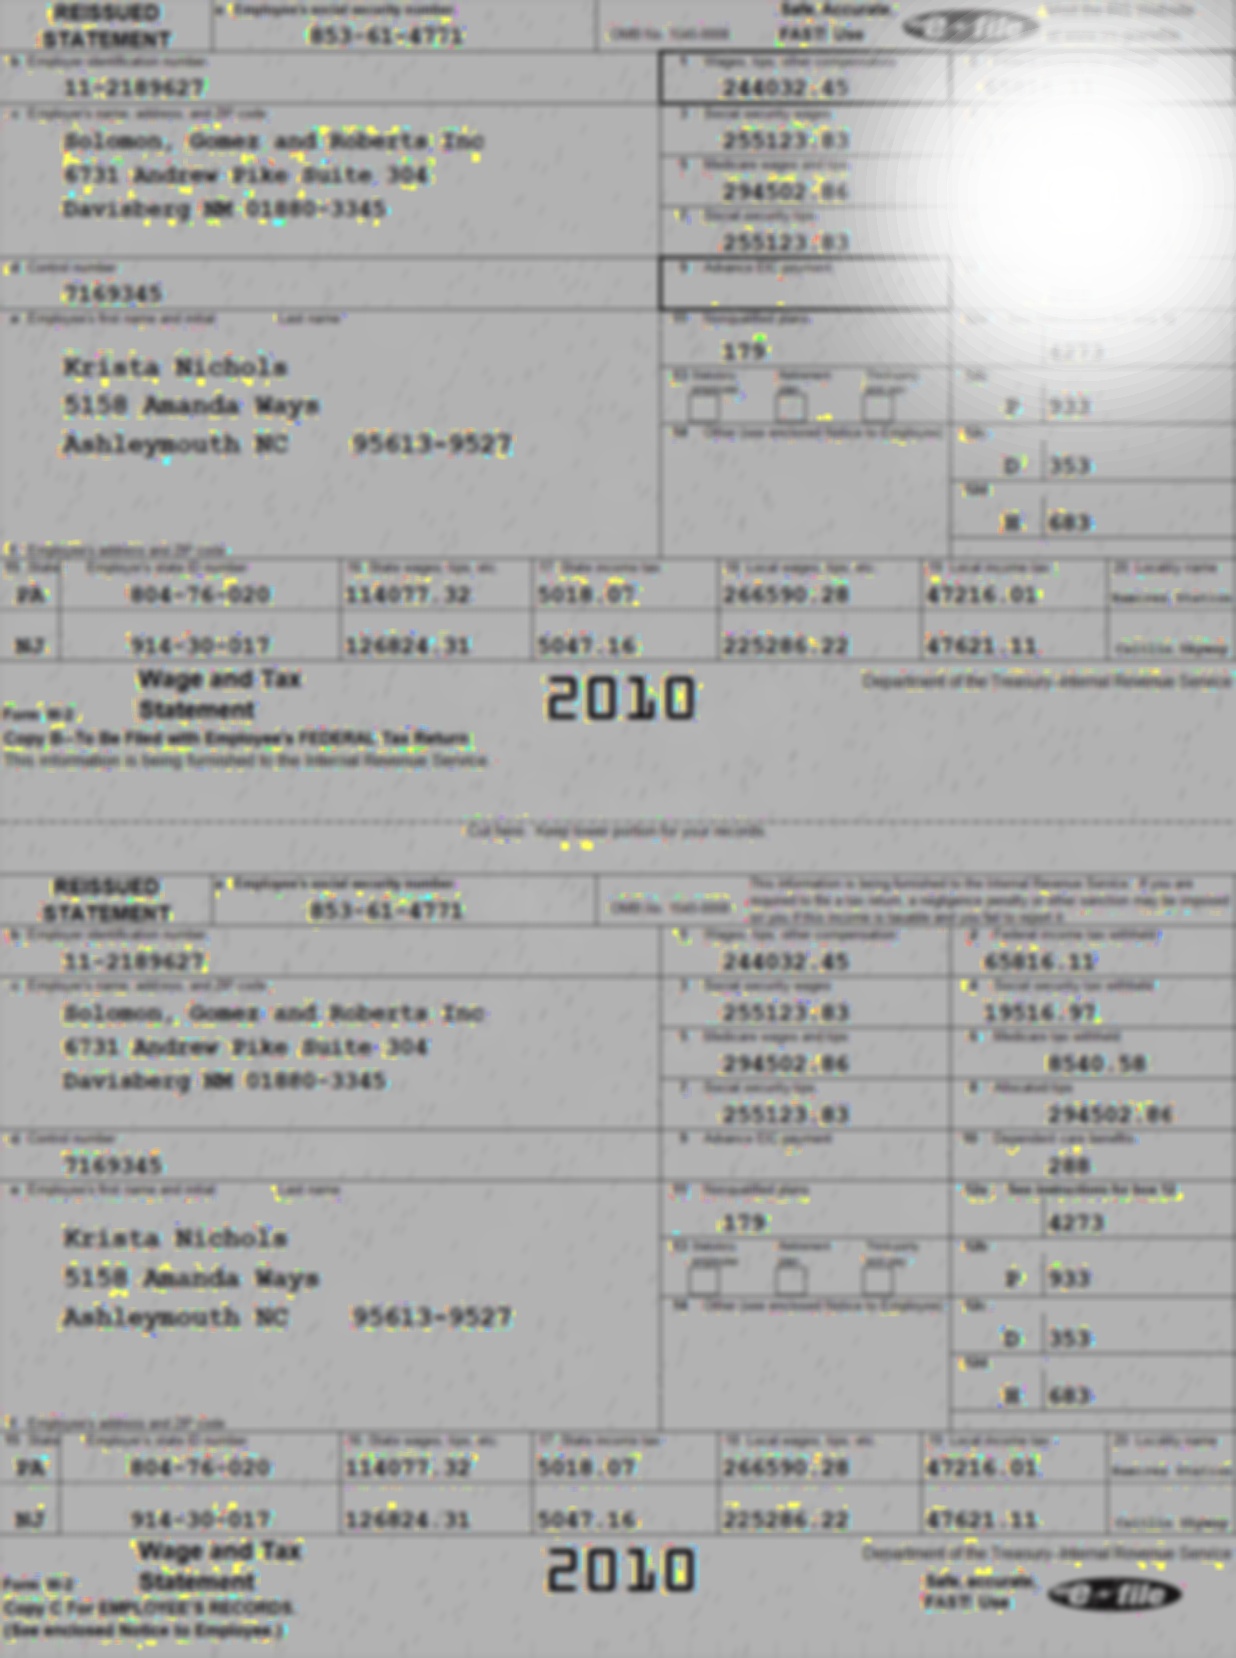 REISSUED STATEMENT
a Employee's social security number
853-61-4771
OMB No. 1545-0008
Safe, Accurate,
FAST! Use
e-file
b Employer identification number
11-2189627
1 Wages, tips, other compensation
244032.45
c Employer's name, address, and ZIP code
Solomon, Gomez and Roberts Inc
6731 Andrew Pike Suite 304
Davisberg NM 01880-3345
3 Social security wages
255123.83
5 Medicare wages and tips
294502.86
7 Social security tips
255123.83
d Control number
7169345
9 Advance EIC payment
e Employee's first name and initial Last name
Krista Nichols
5158 Amanda Ways
Ashleymouth NC 95613-9527
11 Nonqualified plans
179
4273
13 Statutory employee Retirement plan Third-party sick pay
P 933
14 Other (see enclosed Notice to Employee)
12c
D 353
12d
H 683
f Employee's address and ZIP code
15 State Employer's state ID number 16 State wages, tips, etc. 17 State income tax 18 Local wages, tips, etc. 19 Local income tax 20 Locality name
PA 804-76-020 114077.32 5018.07 266590.28 47216.01
NJ 914-30-017 126824.31 5047.16 225286.22 47621.11
Form W-2 Wage and Tax Statement
2010
Department of the Treasury-Internal Revenue Service
Copy B--To Be Filed with Employee's FEDERAL Tax Return
This information is being furnished to the Internal Revenue Service.
Cut here. Keep lower portion for your records.
REISSUED STATEMENT
a Employee's social security number
853-61-4771
OMB No. 1545-0008
This information is being furnished to the Internal Revenue Service. If you are
required to file a tax return, a negligence penalty or other sanction may be imposed
on you if this income is taxable and you fail to report it.
b Employer identification number
11-2189627
1 Wages, tips, other compensation
244032.45
2 Federal income tax withheld
65816.11
c Employer's name, address, and ZIP code
Solomon, Gomez and Roberts Inc
6731 Andrew Pike Suite 304
Davisberg NM 01880-3345
3 Social security wages
255123.83
4 Social security tax withheld
19516.97
5 Medicare wages and tips
294502.86
6 Medicare tax withheld
8540.58
7 Social security tips
255123.83
8 Allocated tips
294502.86
d Control number
7169345
9 Advance EIC payment
10 Dependent care benefits
288
e Employee's first name and initial Last name
Krista Nichols
5158 Amanda Ways
Ashleymouth NC 95613-9527
11 Nonqualified plans
179
12a See instructions for box 12
4273
13 Statutory employee Retirement plan Third-party sick pay
12b
P 933
14 Other (see enclosed Notice to Employee)
12c
D 353
12d
H 683
f Employee's address and ZIP code
15 State Employer's state ID number 16 State wages, tips, etc. 17 State income tax 18 Local wages, tips, etc. 19 Local income tax 20 Locality name
PA 804-76-020 114077.32 5018.07 266590.28 47216.01
NJ 914-30-017 126824.31 5047.16 225286.22 47621.11
Form W-2 Wage and Tax Statement
2010
Department of the Treasury-Internal Revenue Service
Copy C For EMPLOYEE'S RECORDS.
(See enclosed Notice to Employee.)
Safe, accurate,
FAST! Use
e-file